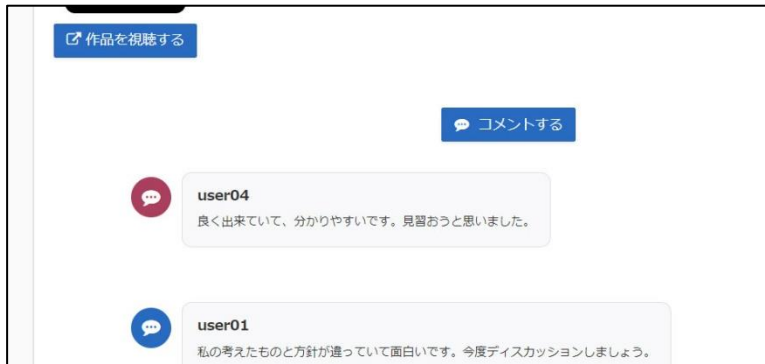 作品を視聴する
コメントする
user04
良く出来ていて、分かりやすいです。見習おうと思いました。
user01
私の考えたものと方針が違っていて面白いです。今度ディスカッションしましょう。